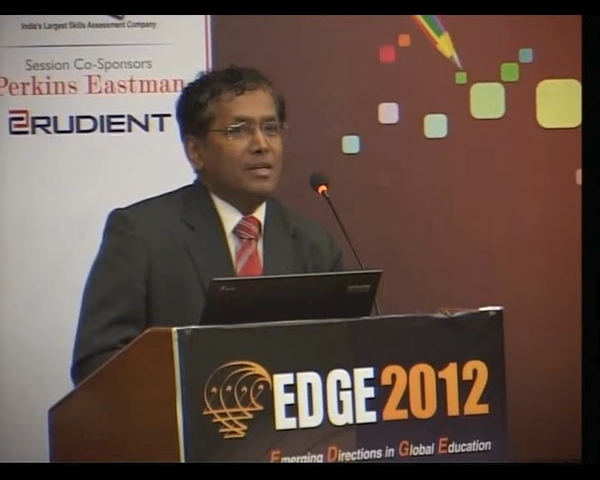 India's Largest Skills Assessment Company
Session Co-Sponsors
Perkins Eastman
PRUDIENT
EDGE 2012
Emerging Directions in Global Education